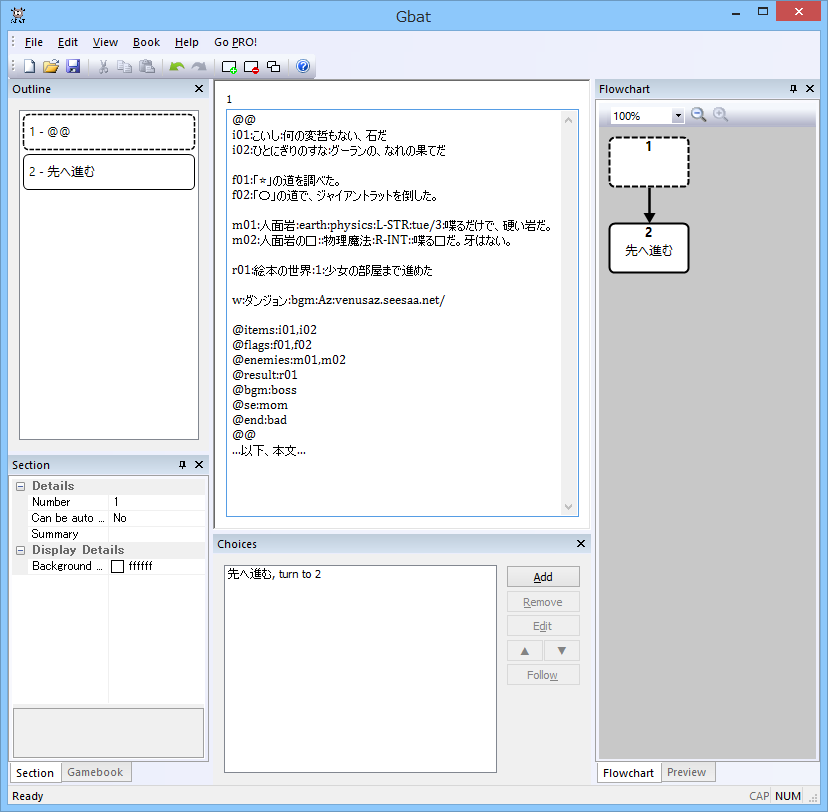 Gbat
File Edit View Book Help Go PRO!
Outline
1 - @@
2 - 先へ進む
Section
Details
Number 1
Can be auto ... No
Summary
Display Details
Background ... ffffff
Section Gamebook
1
@@
i01:こいし:何の変哲もない、石だ
i02:ひとにぎりのすな:グーランの、なれの果てだ
f01:「☆」の道を調べた。
f02:「〇」の道で、ジャイアントラットを倒した。
m01:人面岩:earth:physics:L-STR:tue/3:喋るだけで、硬い岩だ。
m02:人面岩の口::物理魔法:R-INT::喋る口だ。牙はない。
r01:絵本の世界:1:少女の部屋まで進めた
w:ダンジョン:bgm:Az:venusaz.seesaa.net/
@items:i01,i02
@flags:f01,f02
@enemies:m01,m02
@result:r01
@bgm:boss
@se:mom
@end:bad
@@
...以下、本文...
Choices
先へ進む, turn to 2
Add
Remove
Edit
▲ ▼
Follow
Flowchart
100%
1
2
先へ進む
Flowchart Preview
Ready
CAP NUM